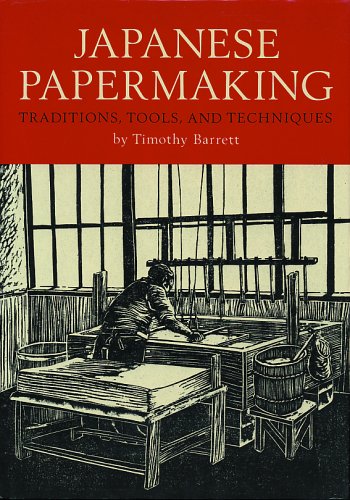 JAPANESE
PAPERMAKING
TRADITIONS, TOOLS, AND TECHNIQUES
by Timothy Barrett